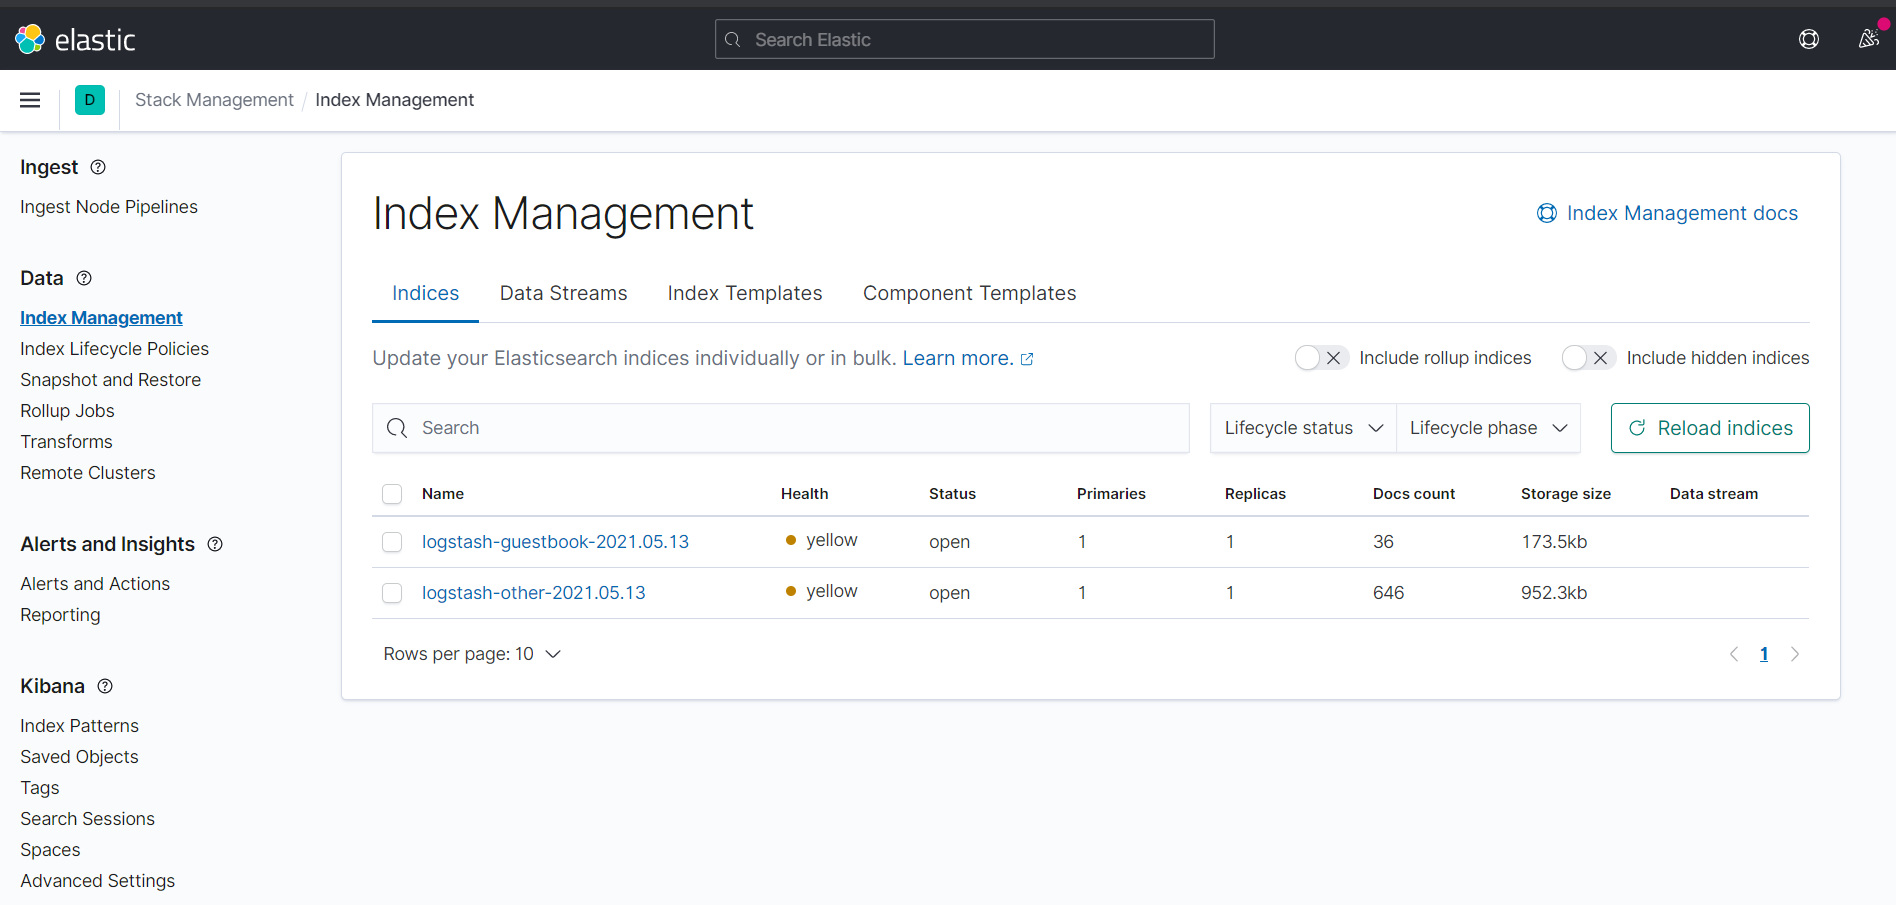 elastic
Search Elastic
D
Stack Management / Index Management
Ingest
Ingest Node Pipelines
Data
Index Management
Index Lifecycle Policies
Snapshot and Restore
Rollup Jobs
Transforms
Remote Clusters
Alerts and Insights
Alerts and Actions
Reporting
Kibana
Index Patterns
Saved Objects
Tags
Search Sessions
Spaces
Advanced Settings
Index Management
Index Management docs
Indices Data Streams Index Templates Component Templates
Update your Elasticsearch indices individually or in bulk. Learn more.
Include rollup indices Include hidden indices
Search Lifecycle status Lifecycle phase Reload indices
Name Health Status Primaries Replicas Docs count Storage size Data stream
logstash-guestbook-2021.05.13 yellow open 1 1 36 173.5kb
logstash-other-2021.05.13 yellow open 1 1 646 952.3kb
Rows per page: 10
1